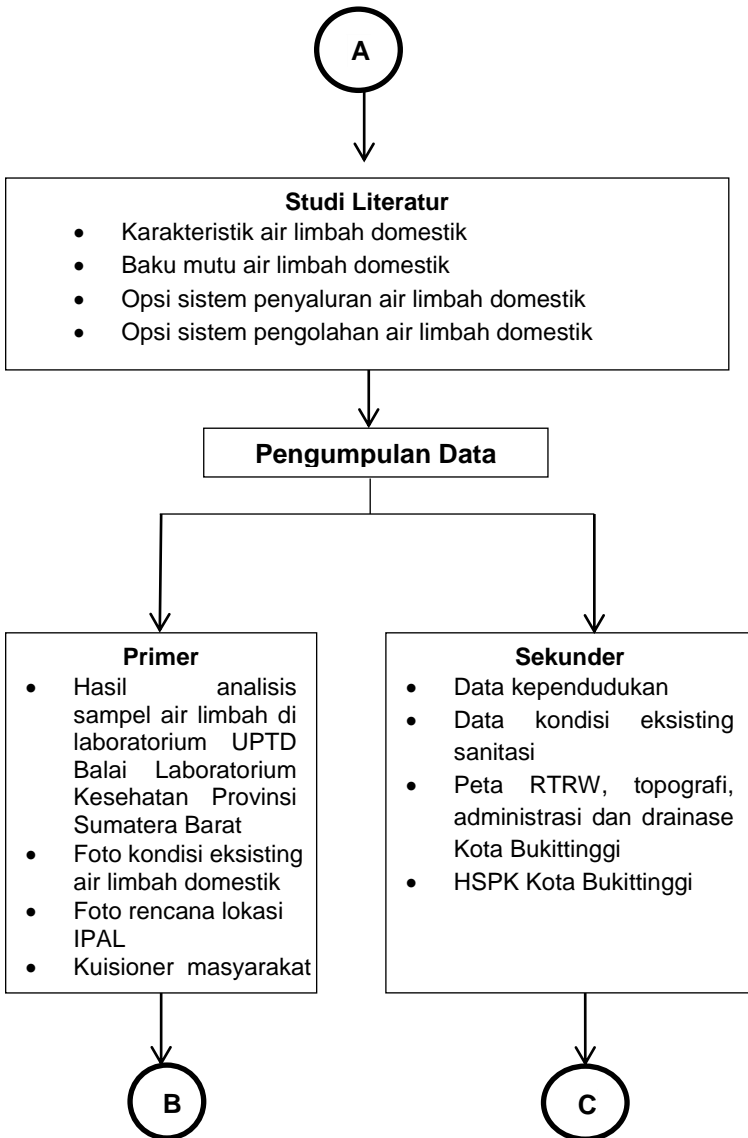 A
Studi Literatur
• Karakteristik air limbah domestik
• Baku mutu air limbah domestik
• Opsi sistem penyaluran air limbah domestik
• Opsi sistem pengolahan air limbah domestik
Pengumpulan Data
Primer
• Hasil analisis
sampel air limbah di
laboratorium UPTD
Balai Laboratorium
Kesehatan Provinsi
Sumatera Barat
• Foto kondisi eksisting
air limbah domestik
• Foto rencana lokasi
IPAL
• Kuisioner masyarakat
Sekunder
• Data kependudukan
• Data kondisi eksisting
sanitasi
• Peta RTRW, topografi,
administrasi dan drainase
Kota Bukittinggi
• HSPK Kota Bukittinggi
B
C